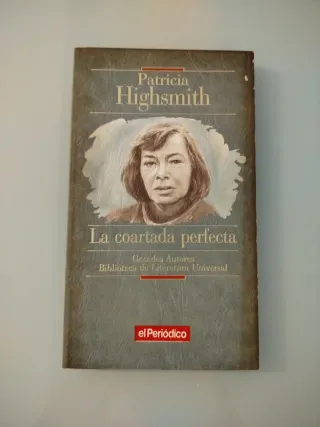 Patricia
Highsmith
La coartada perfecta
Grandes Autores
Biblioteca de Literatura Universal
el Periódico